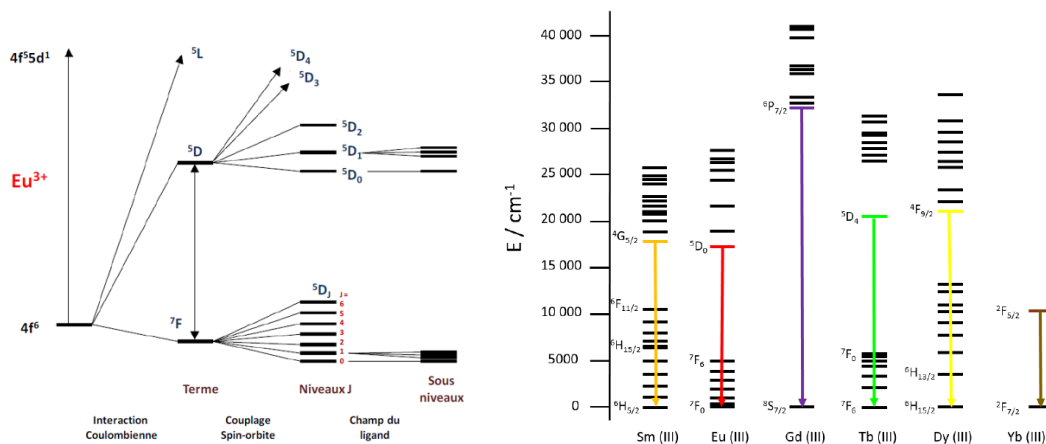 4f⁵5d¹
Eu³⁺
4f⁶
⁵L
⁵D
⁷F
⁵D₄
⁵D₃
⁵D₂
⁵D₁
⁵D₀
⁵D_J
J=
6
5
4
3
2
1
0
Terme
Niveaux J
Sous
niveaux
Interaction
Coulombienne
Couplage
Spin-orbite
Champ du
ligand
E / cm⁻¹
40 000
35 000
30 000
25 000
20 000
15 000
10 000
5000
0
⁴G₅/₂
⁶F₁₁/₂
⁶H₁₅/₂
⁶H₅/₂
⁵D₀
⁷F₆
⁷F₀
⁶P₇/₂
⁸S₇/₂
⁵D₄
⁷F₀
⁷F₆
⁴F₉/₂
⁶H₁₃/₂
⁶H₁₅/₂
²F₅/₂
²F₇/₂
Sm (III)
Eu (III)
Gd (III)
Tb (III)
Dy (III)
Yb (III)